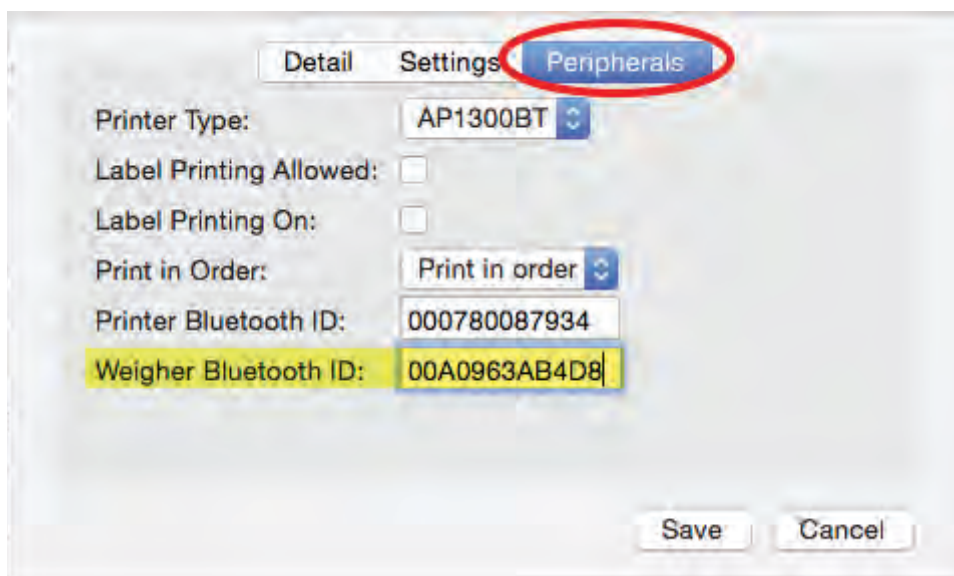 Detail Settings Peripherals
Printer Type: AP1300BT
Label Printing Allowed:
Label Printing On:
Print in Order: Print in order
Printer Bluetooth ID: 000780087934
Weigher Bluetooth ID: 00A0963AB4D8
Save Cancel